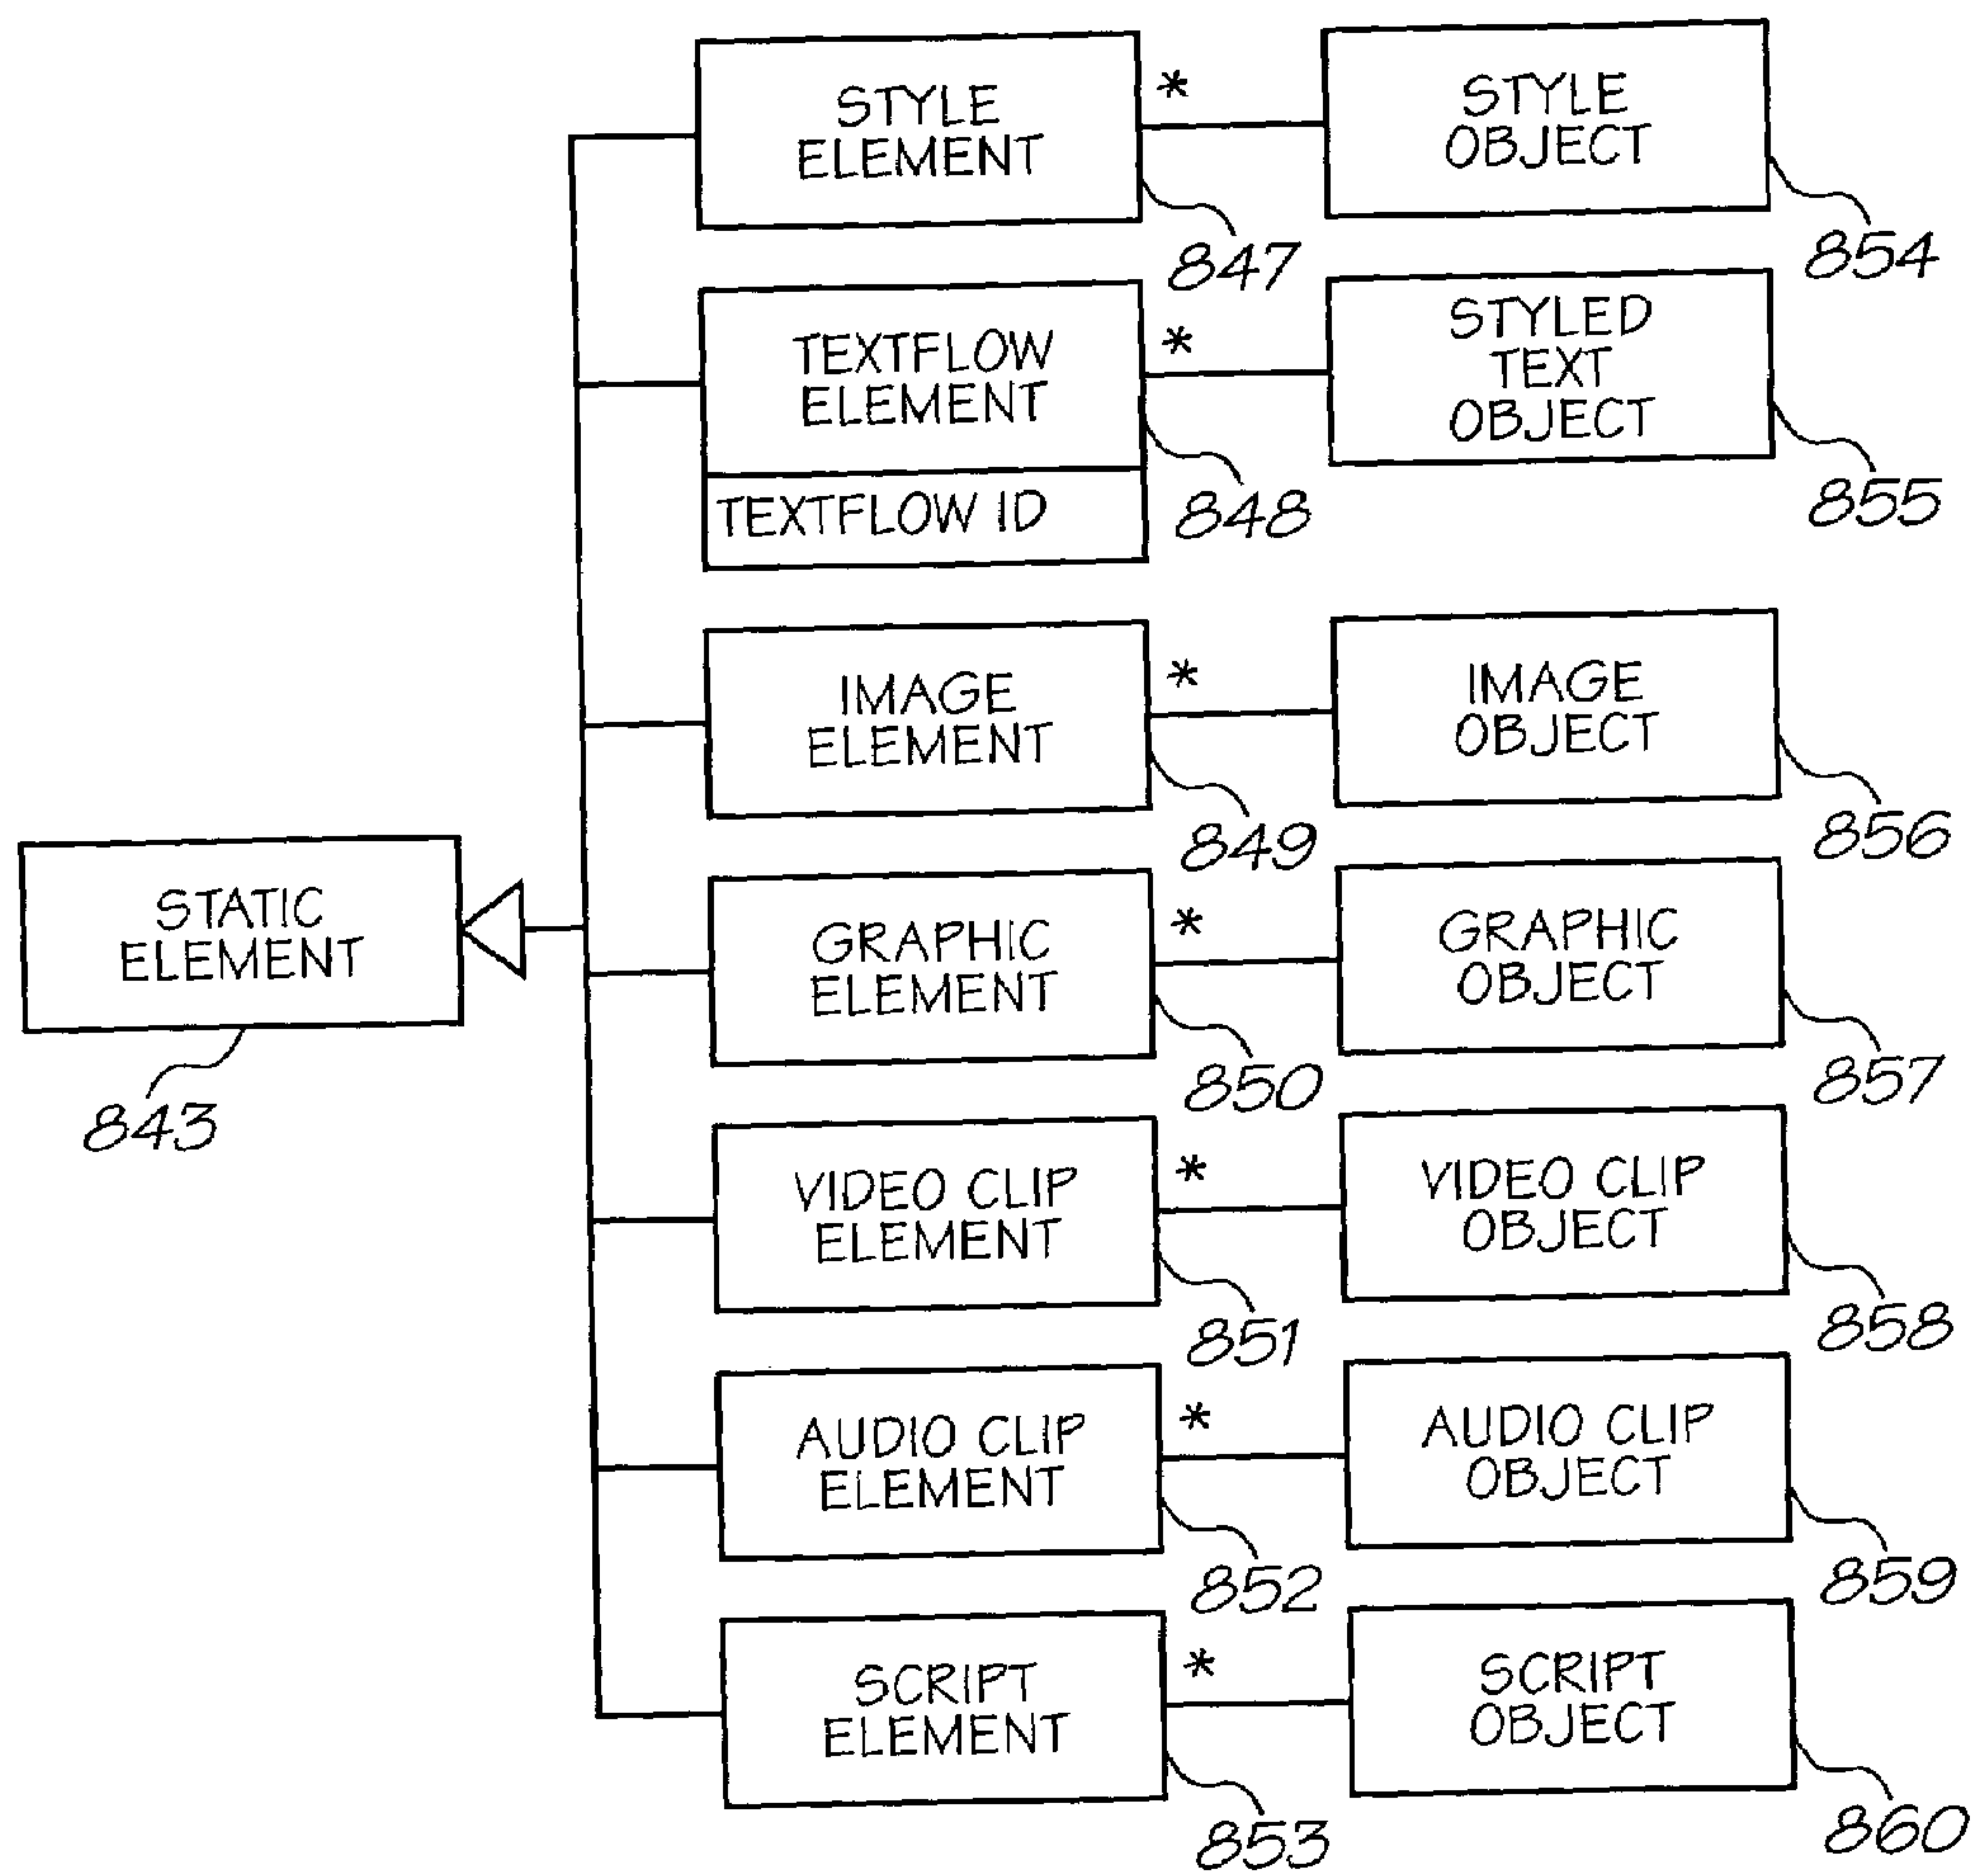 STYLE
ELEMENT
*
STYLE
OBJECT
847
854
TEXTFLOW
ELEMENT
TEXTFLOW ID
*
STYLED
TEXT
OBJECT
848
855
IMAGE
ELEMENT
*
IMAGE
OBJECT
849
856
STATIC
ELEMENT
843
GRAPHIC
ELEMENT
*
GRAPHIC
OBJECT
850
857
VIDEO CLIP
ELEMENT
*
VIDEO CLIP
OBJECT
851
858
AUDIO CLIP
ELEMENT
*
AUDIO CLIP
OBJECT
852
859
SCRIPT
ELEMENT
*
SCRIPT
OBJECT
853
860